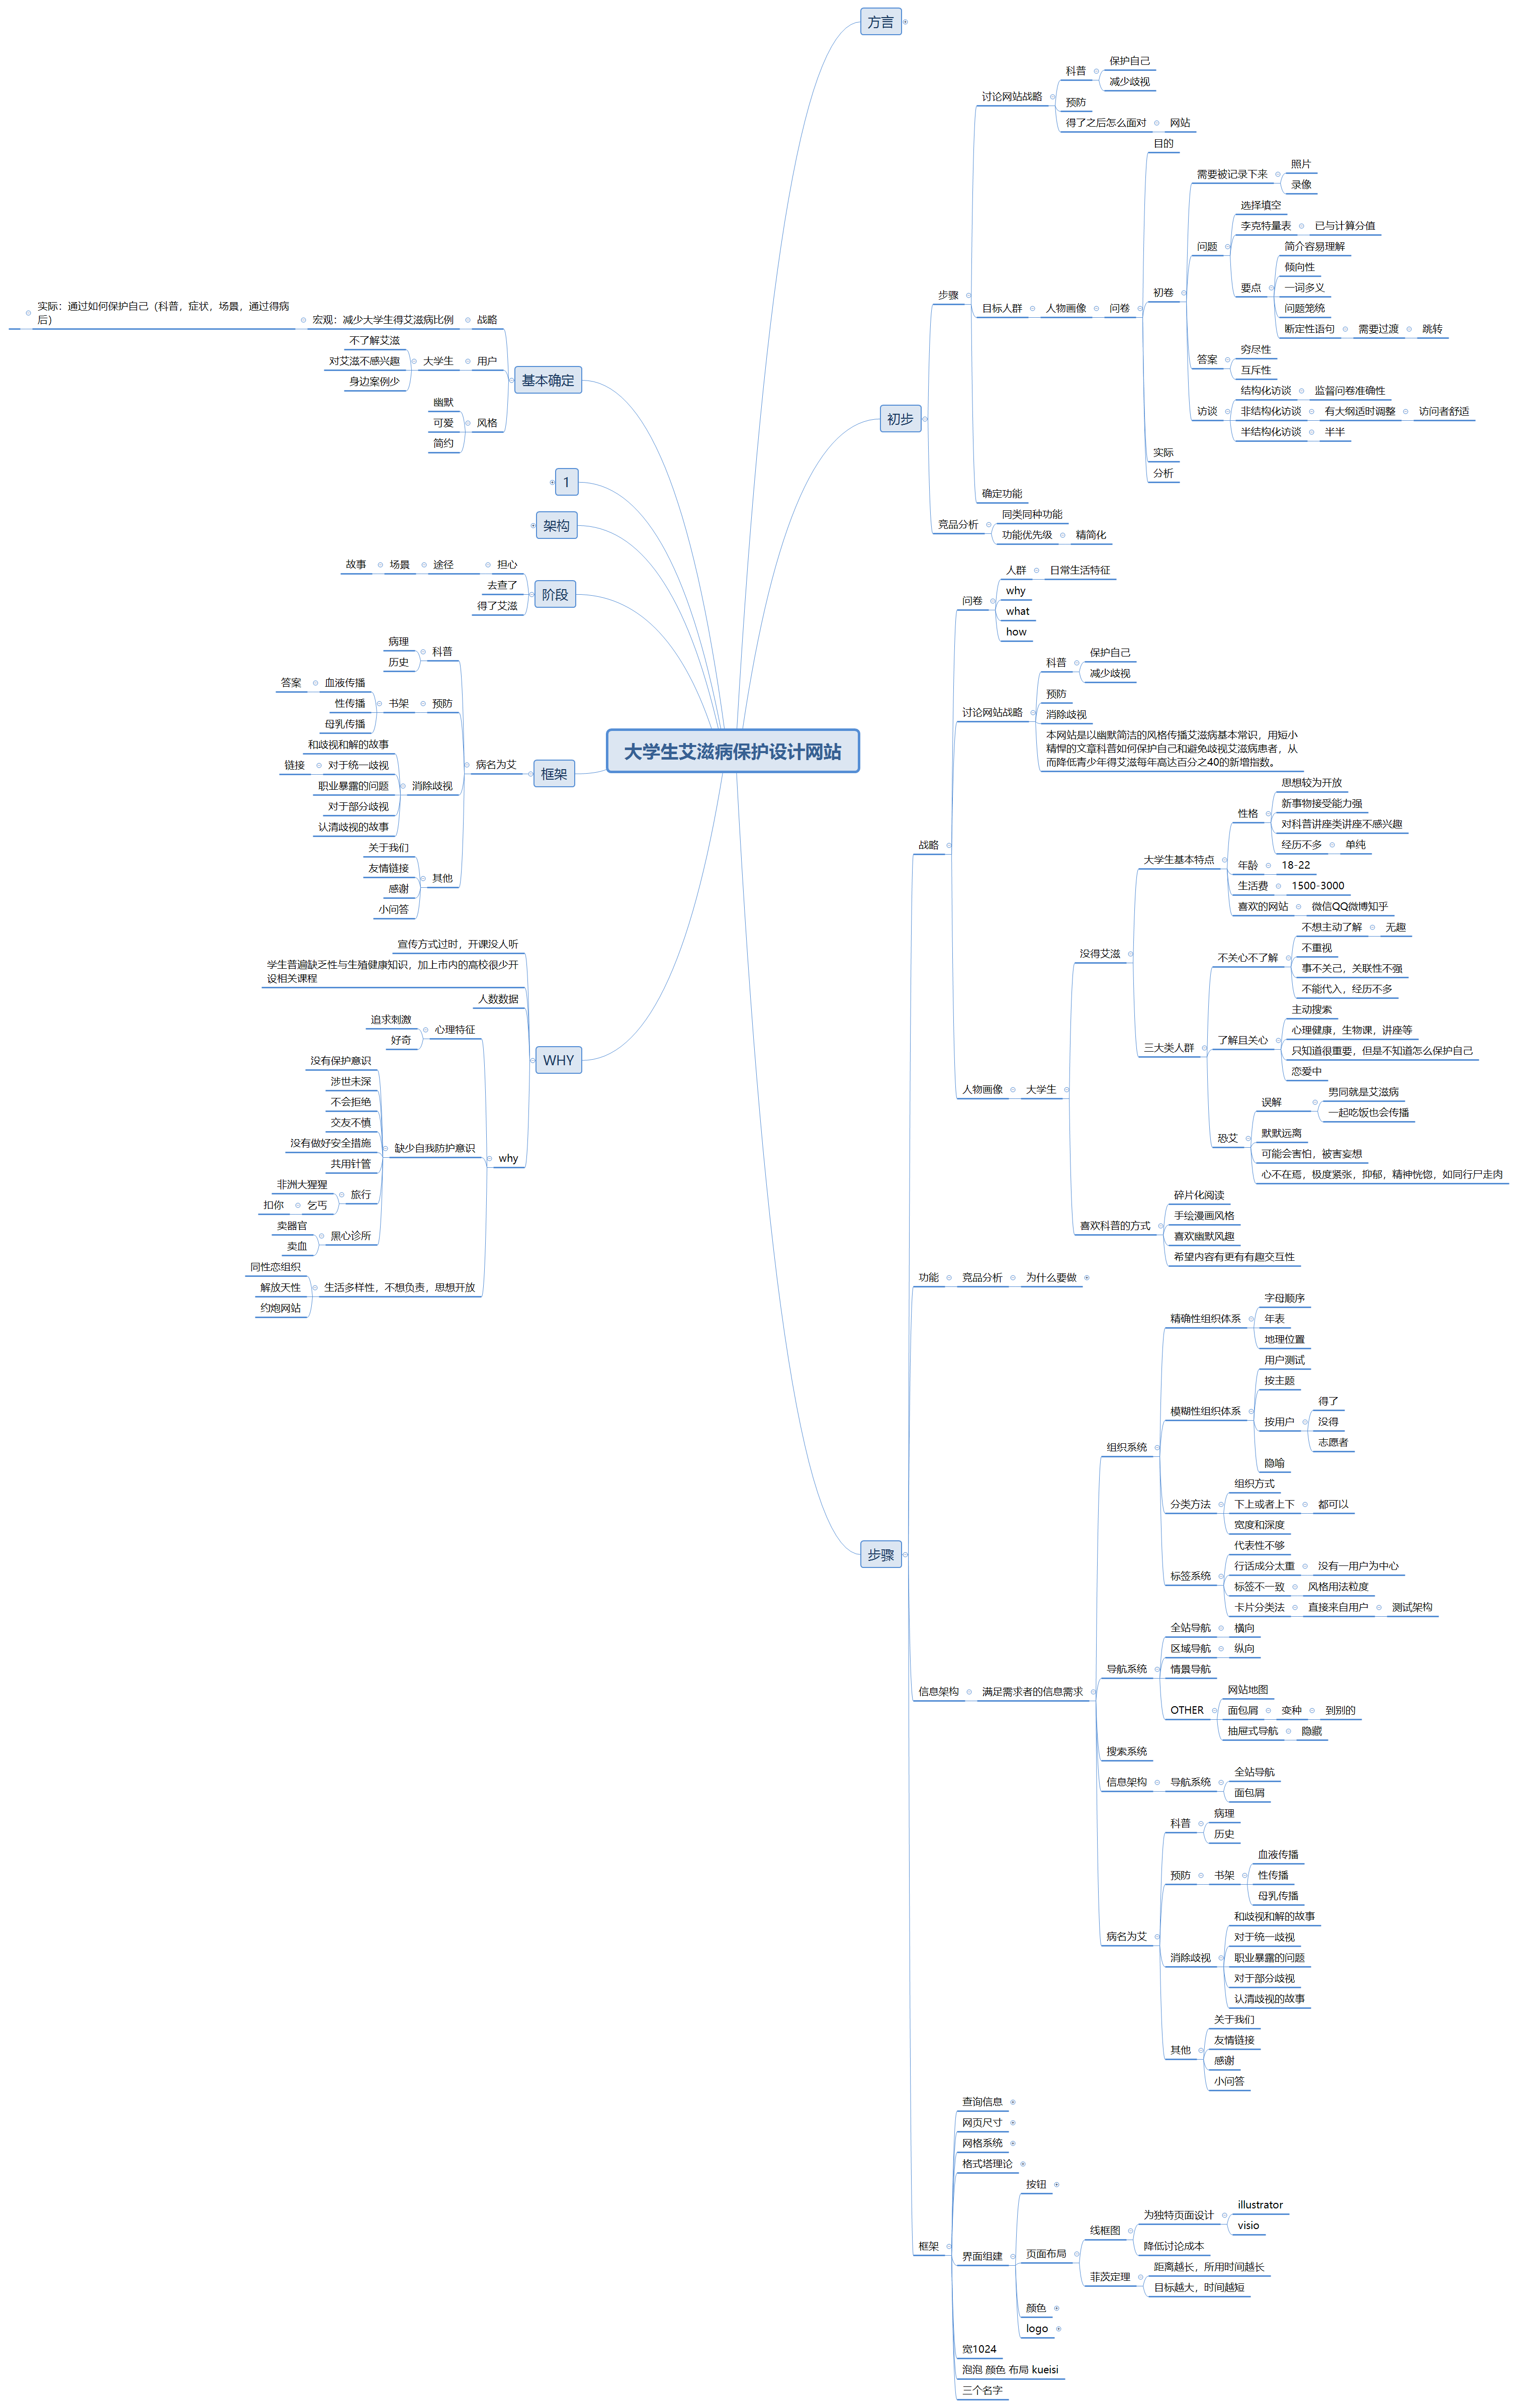 大学生艾滋病保护设计网站
方言
初步
步骤
讨论网站战略
科普
保护自己
减少歧视
预防
得了之后怎么面对
网站
目标人群
人物画像
问卷
目的
初卷
需要被记录下来
照片
录像
问题
选择填空
李克特量表
已与计算分值
要点
简介容易理解
倾向性
一词多义
问题笼统
断定性语句
需要过渡
跳转
答案
穷尽性
互斥性
访谈
结构化访谈
监督问卷准确性
非结构化访谈
有大纲适时调整
访问者舒适
半结构化访谈
半半
实际
分析
确定功能
竞品分析
同类同种功能
功能优先级
精简化
步骤
战略
问卷
人群
日常生活特征
why
what
how
讨论网站战略
科普
保护自己
减少歧视
预防
消除歧视
本网站是以幽默简洁的风格传播艾滋病基本常识，用短小
精悍的文章科普如何保护自己和避免歧视艾滋病患者，从
而降低青少年得艾滋每年高达百分之40的新增指数。
人物画像
大学生
没得艾滋
大学生基本特点
性格
思想较为开放
新事物接受能力强
对科普讲座类讲座不感兴趣
经历不多
单纯
年龄
18-22
生活费
1500-3000
喜欢的网站
微信QQ微博知乎
三大类人群
不关心不了解
不想主动了解
无趣
不重视
事不关己，关联性不强
不能代入，经历不多
了解且关心
主动搜索
心理健康，生物课，讲座等
只知道很重要，但是不知道怎么保护自己
恋爱中
恐艾
误解
男同就是艾滋病
一起吃饭也会传播
默默远离
可能会害怕，被害妄想
心不在焉，极度紧张，抑郁，精神恍惚，如同行尸走肉
喜欢科普的方式
碎片化阅读
手绘漫画风格
喜欢幽默风趣
希望内容有更有有趣交互性
功能
竞品分析
为什么要做
信息架构
满足需求者的信息需求
组织系统
精确性组织体系
字母顺序
年表
地理位置
模糊性组织体系
用户测试
按主题
按用户
得了
没得
志愿者
隐喻
分类方法
组织方式
下上或者上下
都可以
宽度和深度
标签系统
代表性不够
行话成分太重
没有一用户为中心
标签不一致
风格用法粒度
卡片分类法
直接来自用户
测试架构
导航系统
全站导航
横向
区域导航
纵向
情景导航
OTHER
网站地图
面包屑
变种
到别的
抽屉式导航
隐藏
搜索系统
信息架构
导航系统
全站导航
面包屑
病名为艾
科普
病理
历史
预防
书架
血液传播
性传播
母乳传播
消除歧视
和歧视和解的故事
对于统一歧视
职业暴露的问题
对于部分歧视
认清歧视的故事
其他
关于我们
友情链接
感谢
小问答
框架
查询信息
网页尺寸
网格系统
格式塔理论
界面组建
按钮
页面布局
线框图
为独特页面设计
illustrator
visio
降低讨论成本
菲茨定理
距离越长，所用时间越长
目标越大，时间越短
颜色
logo
宽1024
泡泡 颜色 布局 kueisi
三个名字
基本确定
战略
宏观：减少大学生得艾滋病比例
实际：通过如何保护自己（科普，症状，场景，通过得病
后）
用户
大学生
不了解艾滋
对艾滋不感兴趣
身边案例少
风格
幽默
可爱
简约
1
架构
阶段
担心
途径
场景
故事
去查了
得了艾滋
框架
病名为艾
科普
病理
历史
预防
书架
血液传播
答案
性传播
母乳传播
消除歧视
和歧视和解的故事
对于统一歧视
链接
职业暴露的问题
对于部分歧视
认清歧视的故事
其他
关于我们
友情链接
感谢
小问答
WHY
宣传方式过时，开课没人听
学生普遍缺乏性与生殖健康知识，加上市内的高校很少开
设相关课程
人数数据
why
心理特征
追求刺激
好奇
缺少自我防护意识
没有保护意识
涉世未深
不会拒绝
交友不慎
没有做好安全措施
共用针管
旅行
非洲大猩猩
乞丐
扣你
黑心诊所
卖器官
卖血
生活多样性，不想负责，思想开放
同性恋组织
解放天性
约炮网站